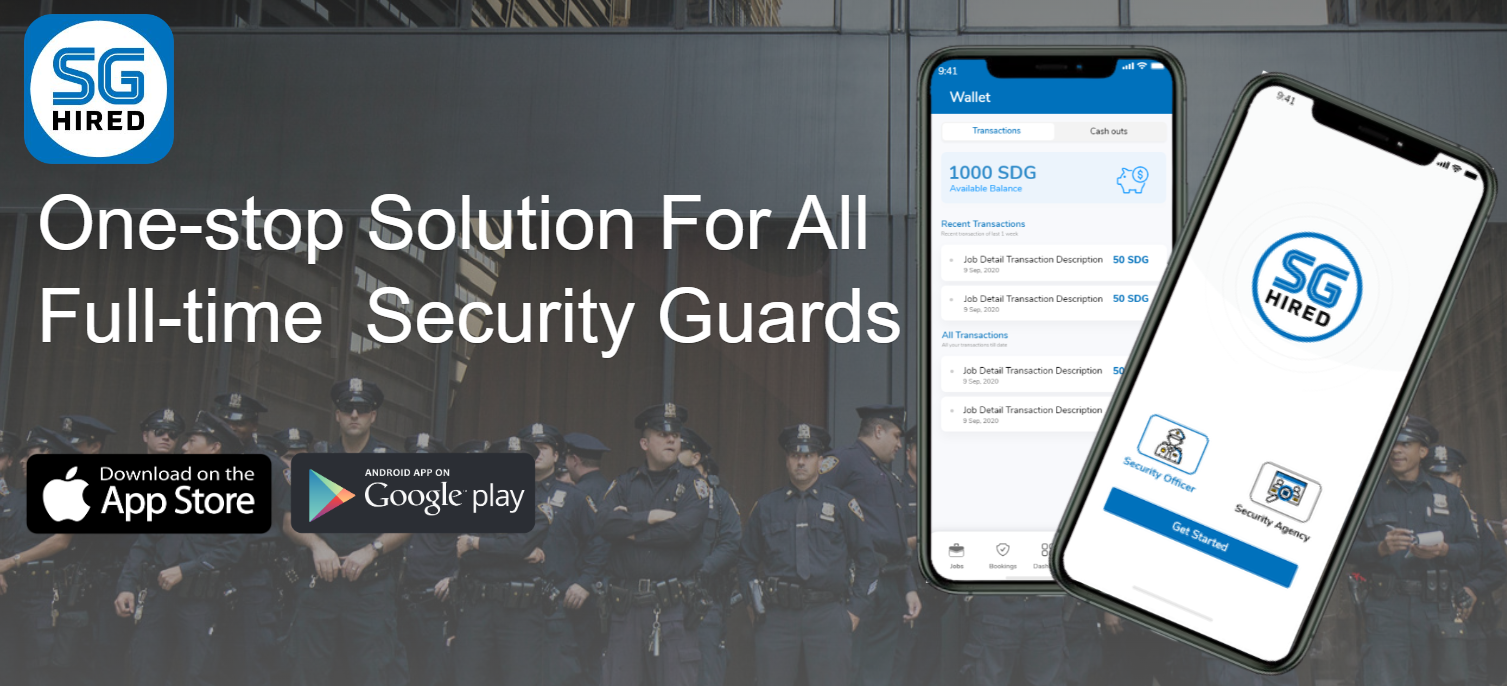 SG
HIRED
One-stop Solution For All
Full-time  Security Guards
Download on the
App Store
ANDROID APP ON
Google play
9:41
Wallet
Transactions
Cash outs
1000 SDG
Available Balance
Recent Transactions
Recent transaction of last 1 week
Job Detail Transaction Description 50 SDG
9 Sep, 2020
Job Detail Transaction Description 50 SDG
9 Sep, 2020
All Transactions
All your transactions till date
Job Detail Transaction Description 50
9 Sep, 2020
Job Detail Transaction Description
9 Sep, 2020
Jobs
Bookings
Dash
9:41
SG
HIRED
Security Officer
Security Agency
Get Started